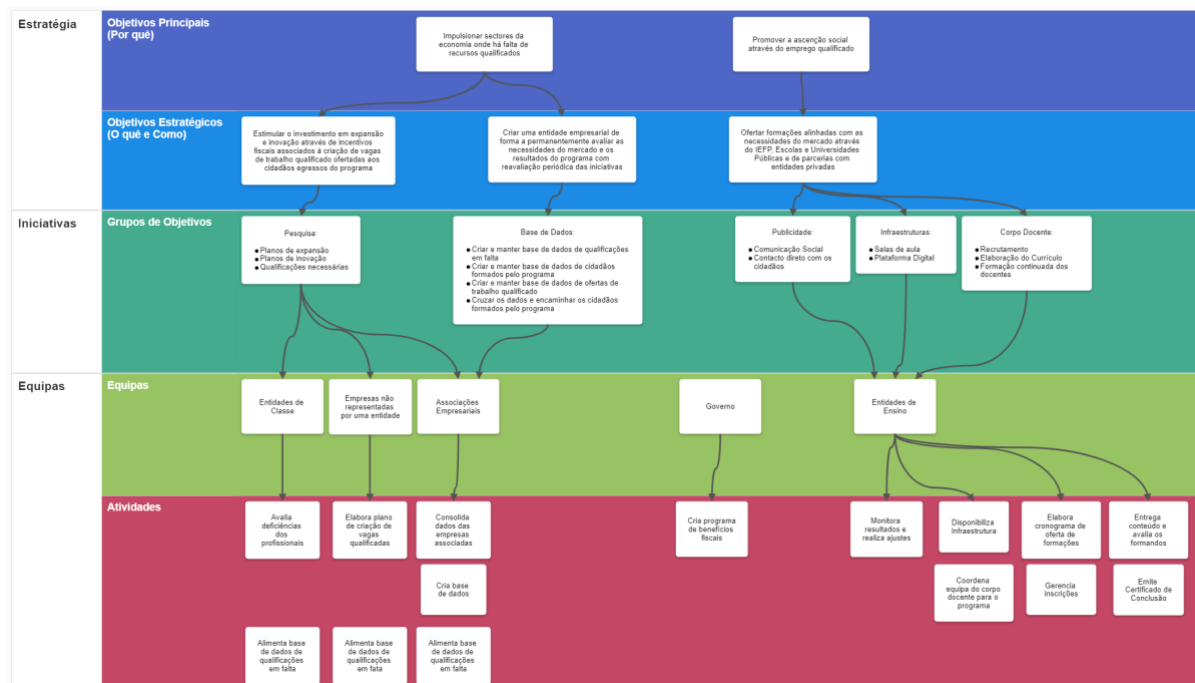 Estratégia
Objetivos Principais
(Por quê)
Impulsionar sectores da
economia onde há falta de
recursos qualificados
Promover a ascenção social
através do emprego qualificado
Objetivos Estratégicos
(O quê e Como)
Estimular o investimento em expansão
e inovação através de incentivos
fiscais associados à criação de vagas
de trabalho qualificado ofertadas aos
cidadãos egressos do programa
Criar uma entidade empresarial de
forma a permanentemente avaliar as
necesidades do mercado e os
resultados do programa com
reavaliação periódica das iniciativas
Ofertar formações alinhadas com as
necesidades do mercado através
do IEFP, Escolas e Universidades
Públicas e de parcerias com
entidades privadas
Iniciativas
Grupos de Objetivos
Pesquisa:
● Planos de expansão
● Planos de inovação
● Qualificações necessárias
Base de Dados:
● Criar e manter base de dados de qualificações
em falta
● Criar e manter base de dados de cidadãos
formados pelo programa
● Criar e manter base de dados de ofertas de
trabalho qualificado
● Cruzar os dados e encaminhar os cidadãos
formados pelo programa
Publicidade:
● Comunicação Social
● Contacto direto com os
cidadãos
Infraestruturas:
● Salas de aula
● Plataforma Digital
Corpo Docente:
● Recrutamento
● Elaboração do Currículo
● Formação continuada dos
docentes
Equipas
Equipas
Entidades de
Classe
Empresas não
representadas
por uma entidade
Associações
Empresariais
Governo
Entidades de
Ensino
Atividades
Avalia
deficiências
dos
profissionais
Elabora plano
de criação de
vagas
qualificadas
Consolida
dados das
empresas
associadas
Cria programa
de benefícios
fiscais
Monitora
resultados e
realiza ajustes
Disponibiliza
Infraestrutura
Elabora
cronograma de
oferta de
formações
Entrega
conteúdo e
avalia os
formandos
Cria base
de dados
Coordena
equipa do corpo
docente para o
programa
Gerencia
inscrições
Emite
Certificado de
Conclusão
Alimenta base
de dados de
qualificações
em falta
Alimenta base
de dados de
qualificações
em fata
Alimenta base
de dados de
qualificações
em falta